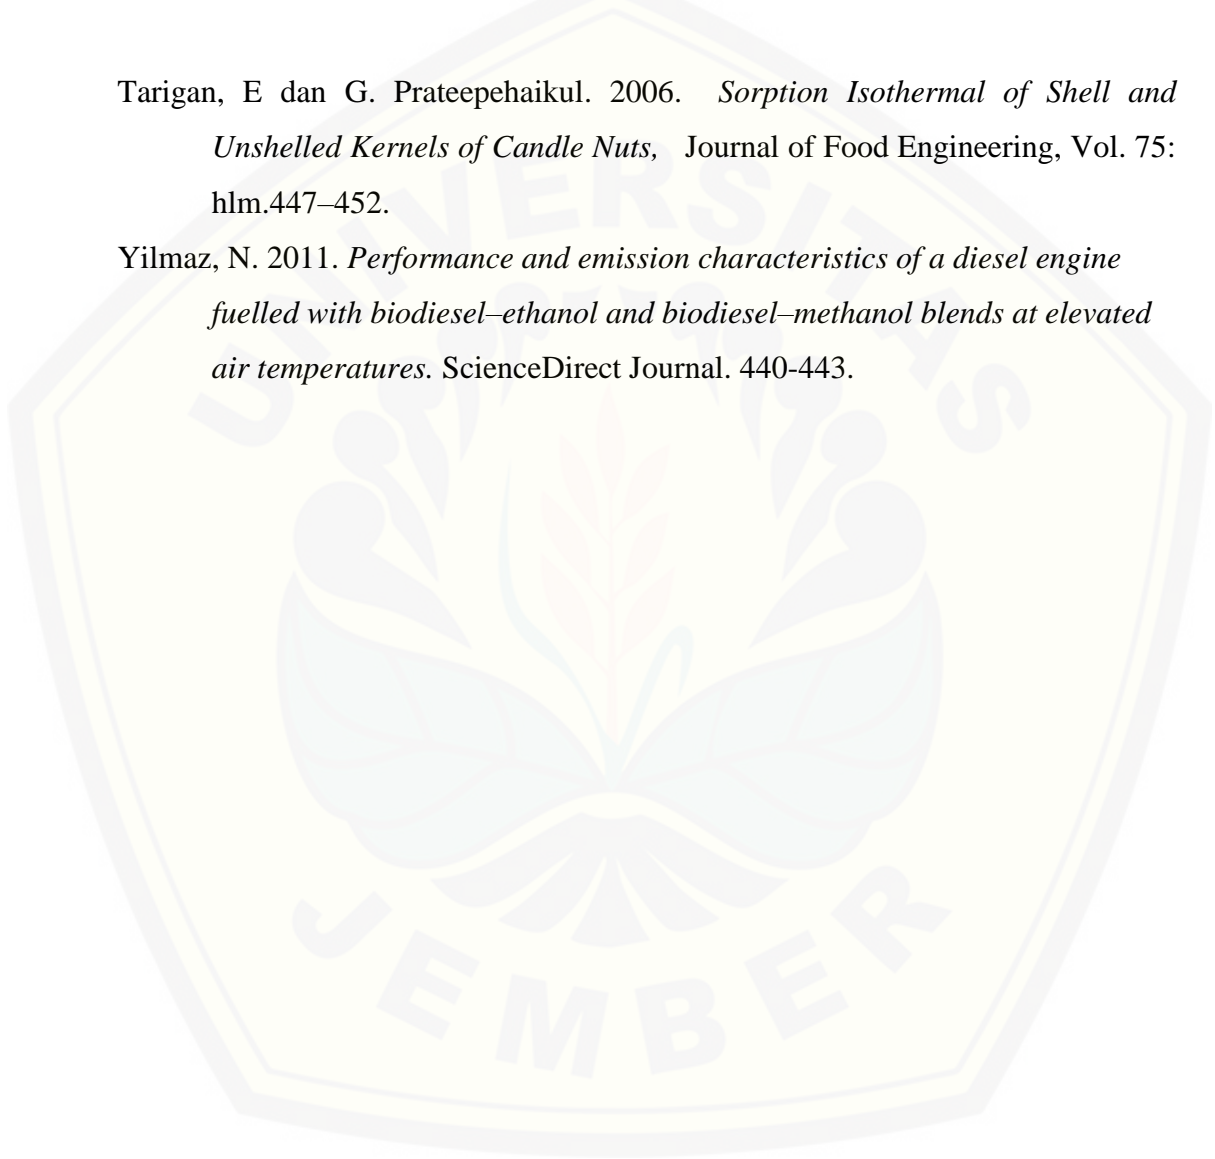 Tarigan, E dan G. Prateepehaikul. 2006. Sorption Isothermal of Shell and
Unshelled Kernels of Candle Nuts, Journal of Food Engineering, Vol. 75:
hlm.447–452.
Yilmaz, N. 2011. Performance and emission characteristics of a diesel engine
fuelled with biodiesel–ethanol and biodiesel–methanol blends at elevated
air temperatures. ScienceDirect Journal. 440-443.
UNIVERSITAS
JEMBER